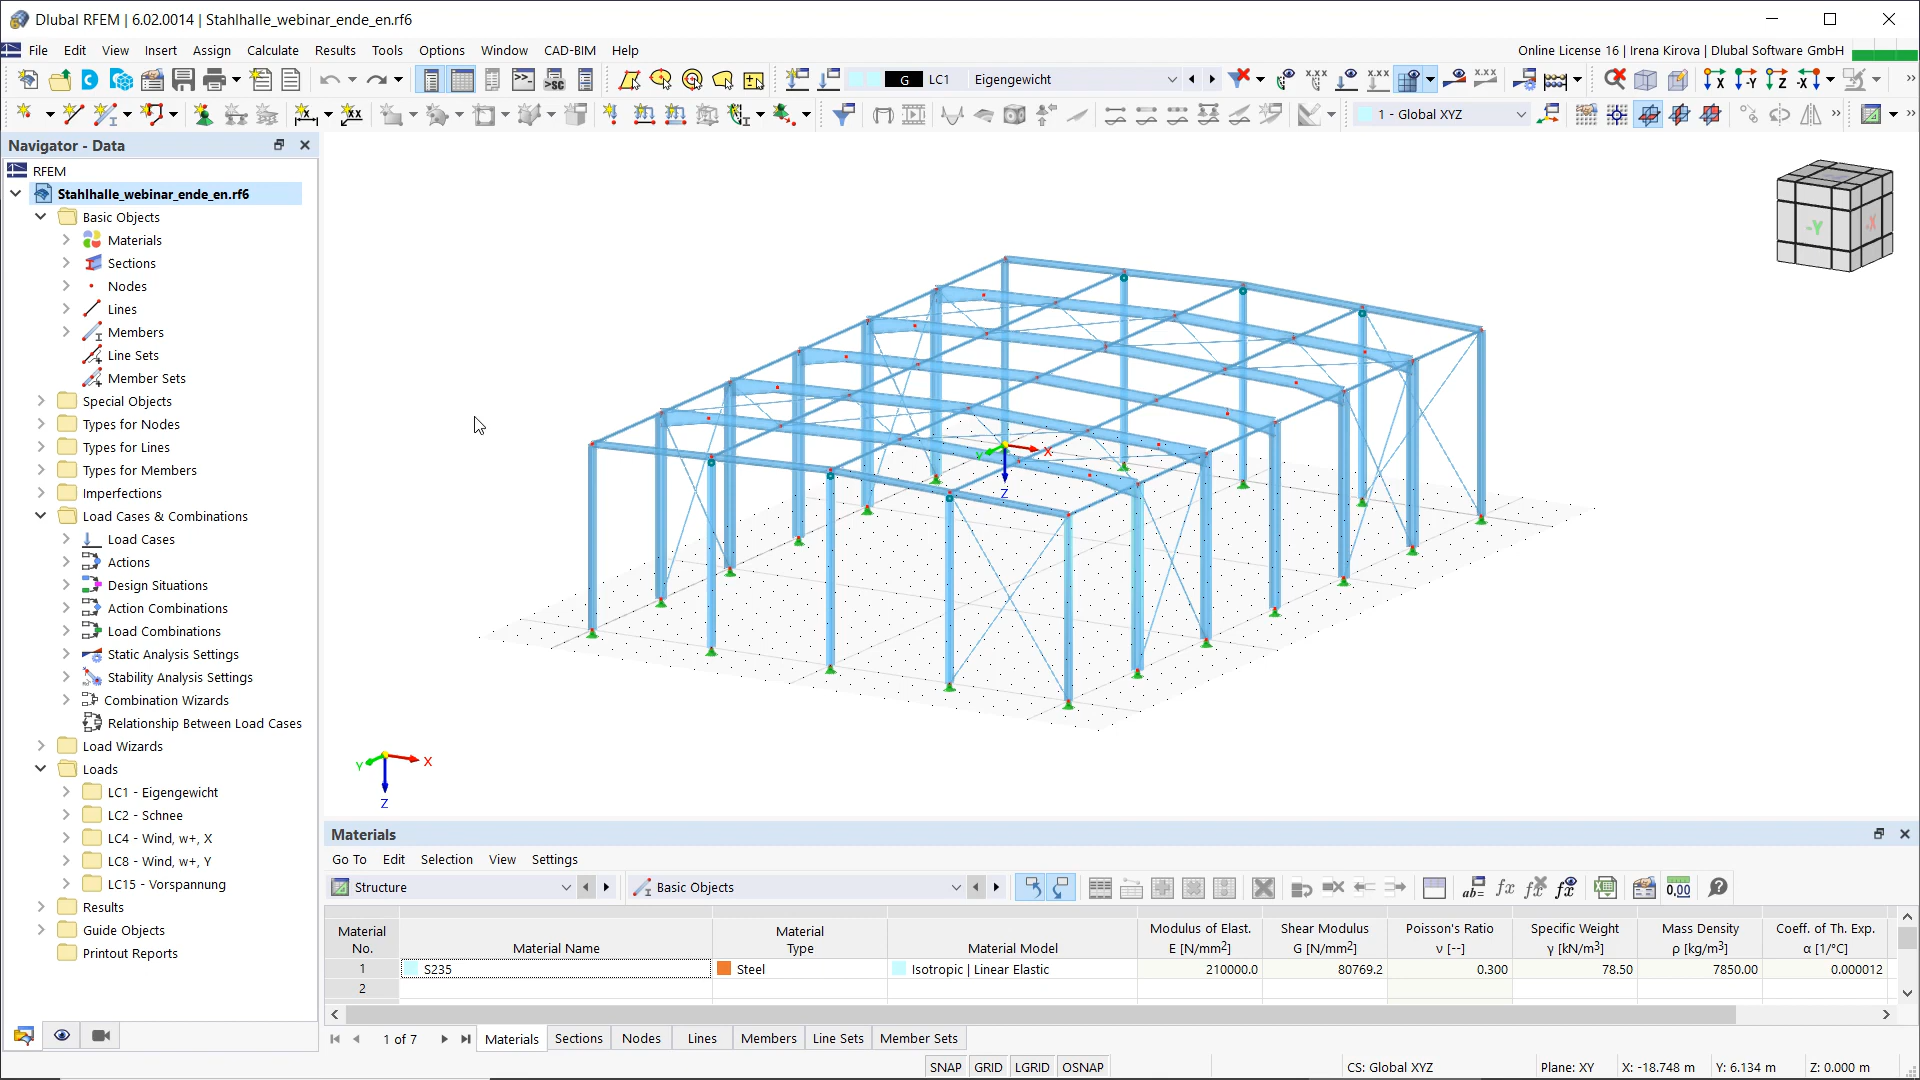 Dlubal RFEM | 6.02.0014 | Stahlhalle_webinar_ende_en.rf6
File Edit View Insert Assign Calculate Results Tools Options Window CAD-BIM Help
Online License 16 | Irena Kirova | Dlubal Software GmbH
G LC1 Eigengewicht
1 - Global XYZ
Navigator - Data
RFEM
Stahlhalle_webinar_ende_en.rf6
Basic Objects
Materials
Sections
Nodes
Lines
Members
Line Sets
Member Sets
Special Objects
Types for Nodes
Types for Lines
Types for Members
Imperfections
Load Cases & Combinations
Load Cases
Actions
Design Situations
Action Combinations
Load Combinations
Static Analysis Settings
Stability Analysis Settings
Combination Wizards
Relationship Between Load Cases
Load Wizards
Loads
LC1 - Eigengewicht
LC2 - Schnee
LC4 - Wind, w+, X
LC8 - Wind, w+, Y
LC15 - Vorspannung
Results
Guide Objects
Printout Reports
-Y -X
Y X
Z
Y X
Z
Materials
Go To Edit Selection View Settings
Structure
Basic Objects
Material No.
Material Name
Material Type
Material Model
Modulus of Elast. E [N/mm²]
Shear Modulus G [N/mm²]
Poisson's Ratio ν [--]
Specific Weight γ [kN/m³]
Mass Density ρ [kg/m³]
Coeff. of Th. Exp. α [1/°C]
1 S235 Steel Isotropic | Linear Elastic 210000.0 80769.2 0.300 78.50 7850.00 0.000012
2
1 of 7
Materials Sections Nodes Lines Members Line Sets Member Sets
SNAP GRID LGRID OSNAP
CS: Global XYZ
Plane: XY
X: -18.748 m Y: 6.134 m Z: 0.000 m